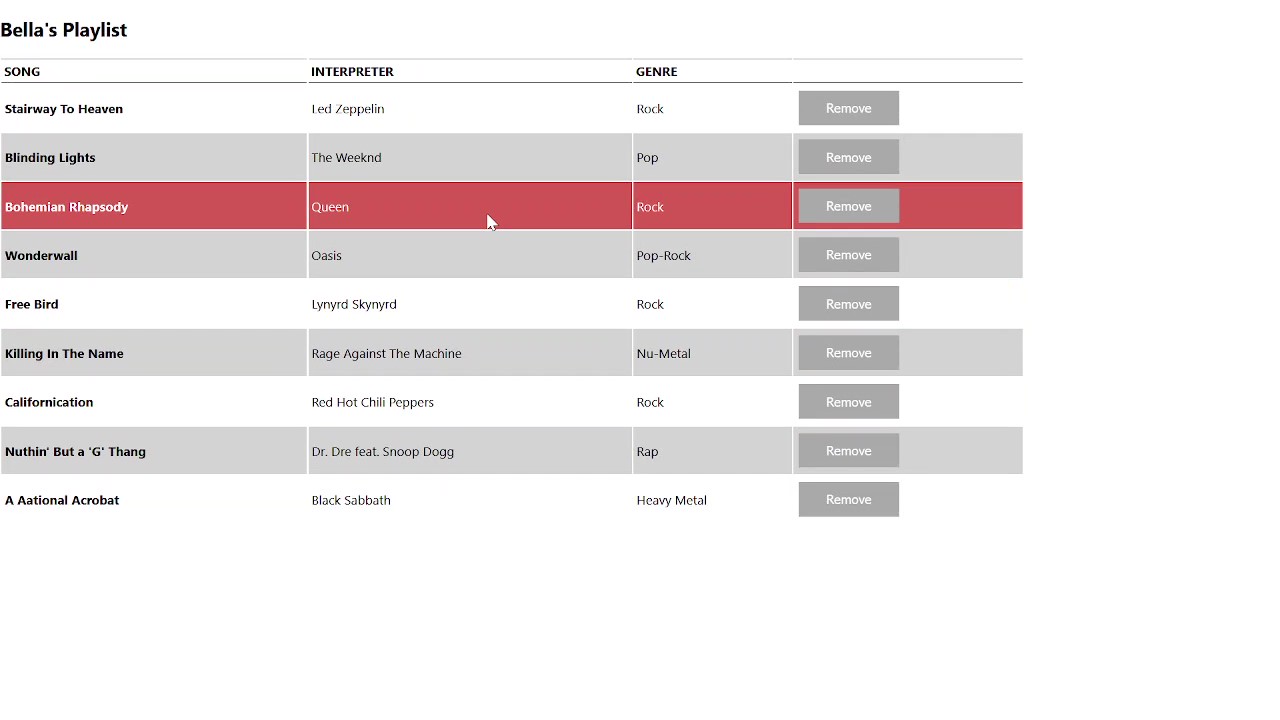 Bella's Playlist
SONG INTERPRETER GENRE
Stairway To Heaven Led Zeppelin Rock Remove
Blinding Lights The Weeknd Pop Remove
Bohemian Rhapsody Queen Rock Remove
Wonderwall Oasis Pop-Rock Remove
Free Bird Lynyrd Skynyrd Rock Remove
Killing In The Name Rage Against The Machine Nu-Metal Remove
Californication Red Hot Chili Peppers Rock Remove
Nuthin' But a 'G' Thang Dr. Dre feat. Snoop Dogg Rap Remove
A Aational Acrobat Black Sabbath Heavy Metal Remove